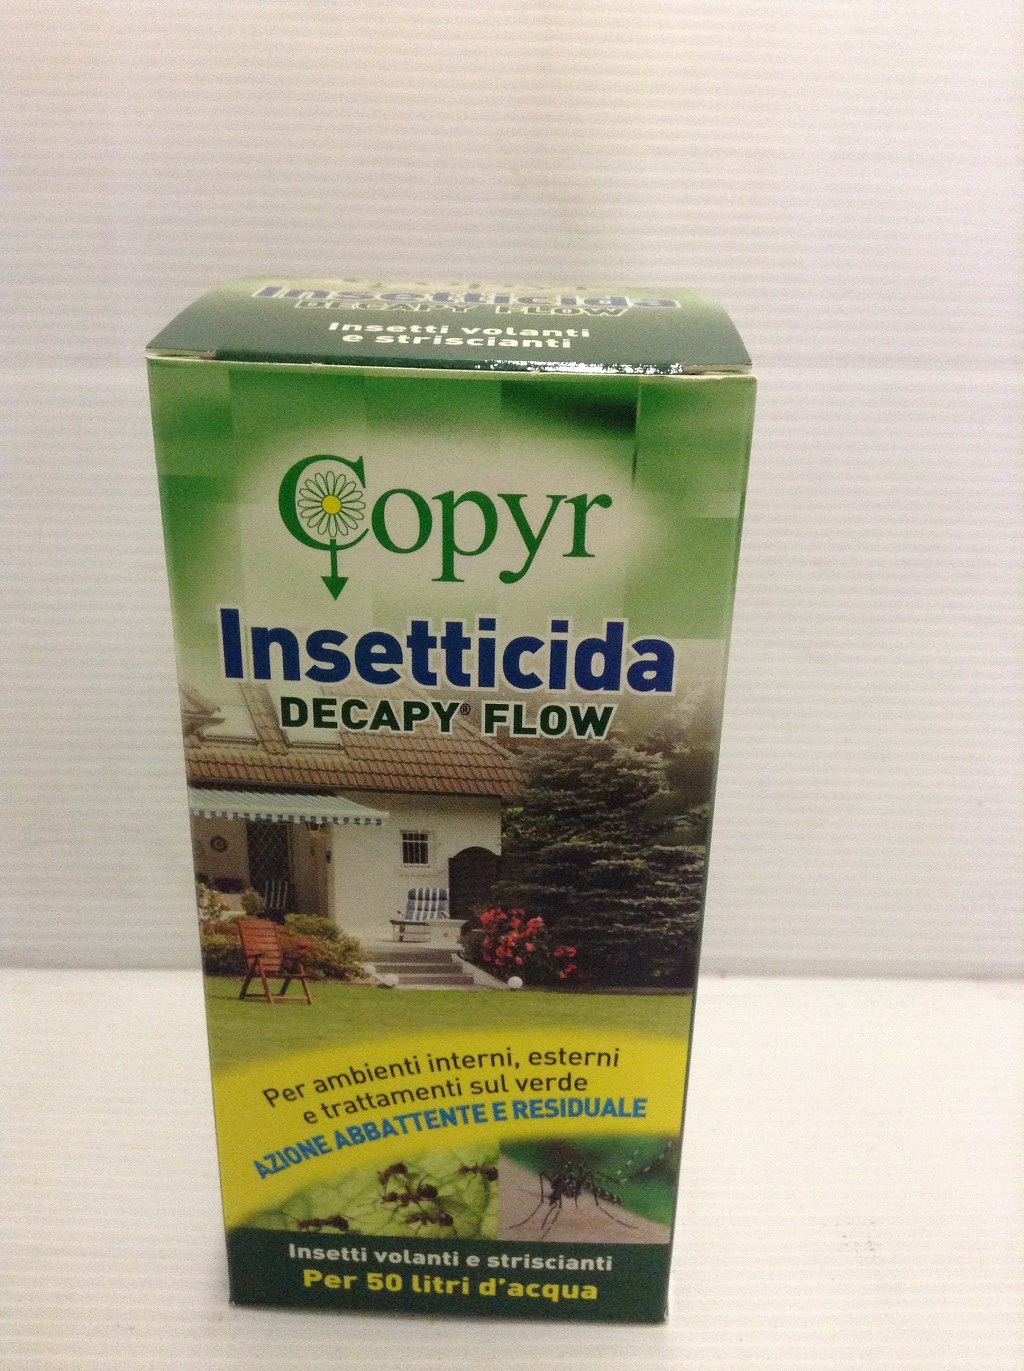 Insetticida
DECAPY FLOW
Insetti volanti
e striscianti
Copyr
Insetticida
DECAPY® FLOW
Per ambienti interni, esterni
e trattamenti sul verde
AZIONE ABBATTENTE E RESIDUALE
Insetti volanti e striscianti
Per 50 litri d'acqua